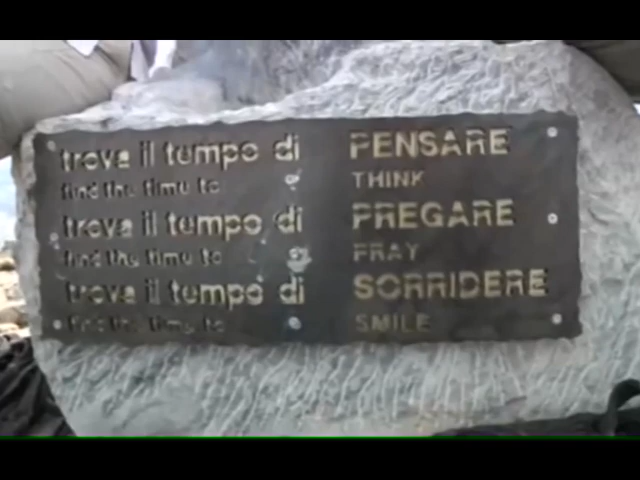 trova il tempo di PENSARE
find the time to THINK
trova il tempo di PREGARE
find the time to PRAY
trova il tempo di SORRIDERE
find the time to SMILE